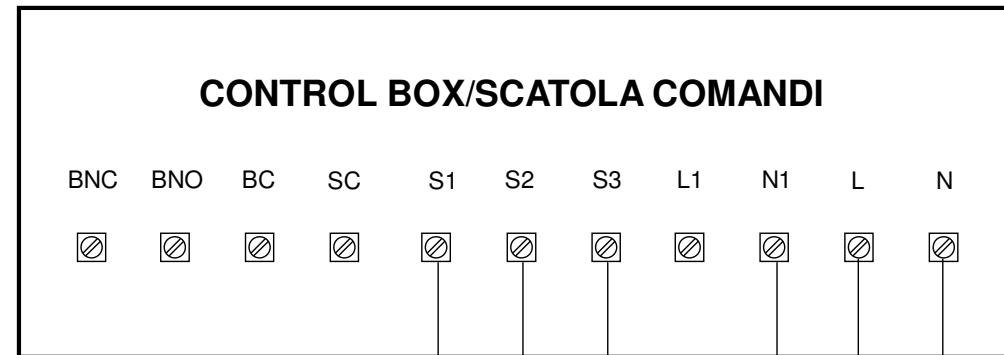 CONTROL BOX/SCATOLA COMANDI
BNC BNO BC SC S1 S2 S3 L1 N1 L N